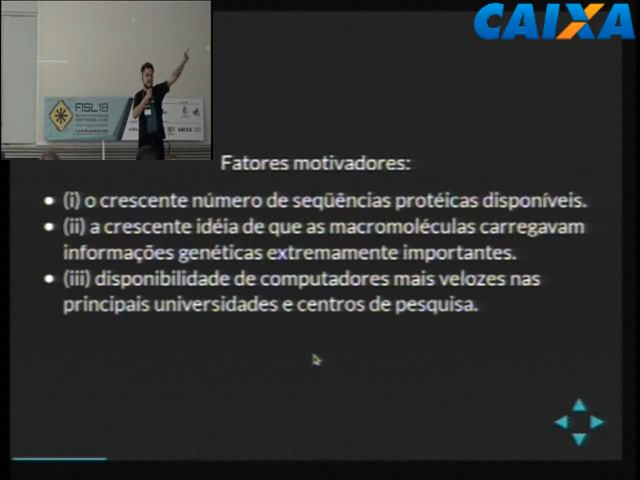 CAIXA
FISL18
Fatores motivadores:
(i) o crescente número de seqüências protéicas disponíveis.
(ii) a crescente idéia de que as macromoléculas carregavam
informações genéticas extremamente importantes.
(iii) disponibilidade de computadores mais velozes nas
principais universidades e centros de pesquisa.